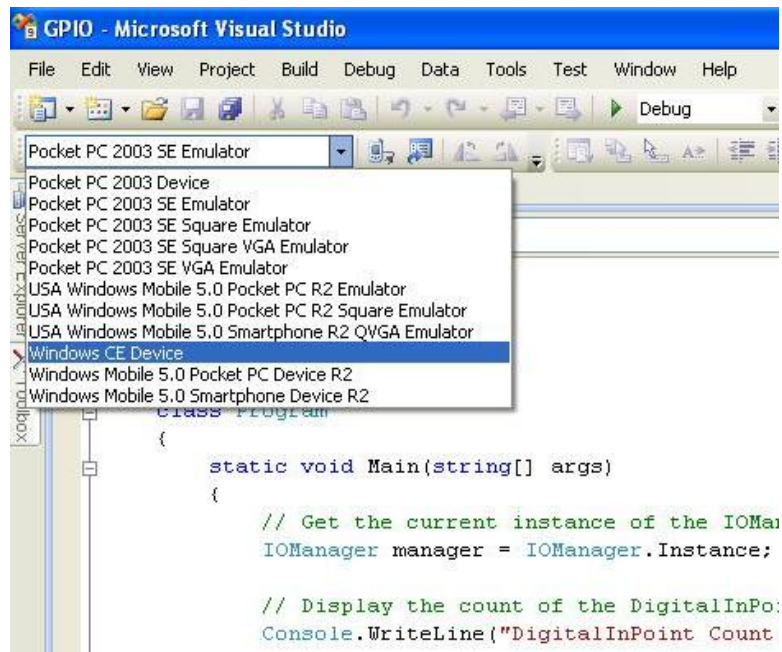 GPIO - Microsoft Visual Studio
File Edit View Project Build Debug Data Tools Test Window Help
Debug
Pocket PC 2003 SE Emulator
Pocket PC 2003 Device
Pocket PC 2003 SE Emulator
Pocket PC 2003 SE Square Emulator
Pocket PC 2003 SE Square VGA Emulator
Pocket PC 2003 SE VGA Emulator
USA Windows Mobile 5.0 Pocket PC R2 Emulator
USA Windows Mobile 5.0 Pocket PC R2 Square Emulator
USA Windows Mobile 5.0 Smartphone R2 QVGA Emulator
Windows CE Device
Windows Mobile 5.0 Pocket PC Device R2
Windows Mobile 5.0 Smartphone Device R2
Server Explorer
Toolbox
class Program
{
static void Main(string[] args)
{
// Get the current instance of the IOMa
IOManager manager = IOManager.Instance;
// Display the count of the DigitalInPo
Console.WriteLine("DigitalInPoint Count